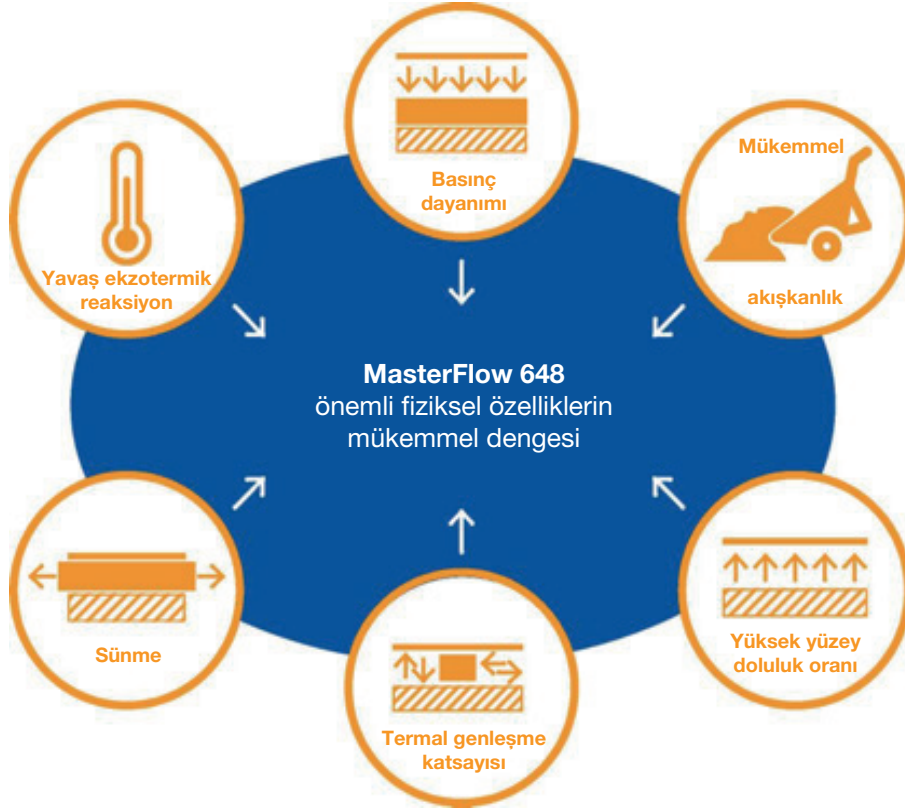 Basınç
dayanımı
Mükemmel
akışkanlık
Yavaş ekzotermik
reaksiyon
MasterFlow 648
önemli fiziksel özelliklerin
mükemmel dengesi
Sünme
Yüksek yüzey
doluluk oranı
Termal genleşme
katsayısı